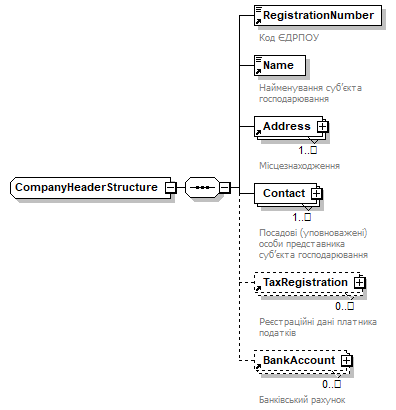 RegistrationNumber
Код ЄДРПОУ
Name
Найменування суб'єкта
господарювання
Address
1..□
Місцезнаходження
CompanyHeaderStructure
Contact
1..□
Посадові (уповноважені)
особи представника
суб'єкта господарювання
TaxRegistration
0..□
Реєстраційні дані платника
податків
BankAccount
0..□
Банківський рахунок